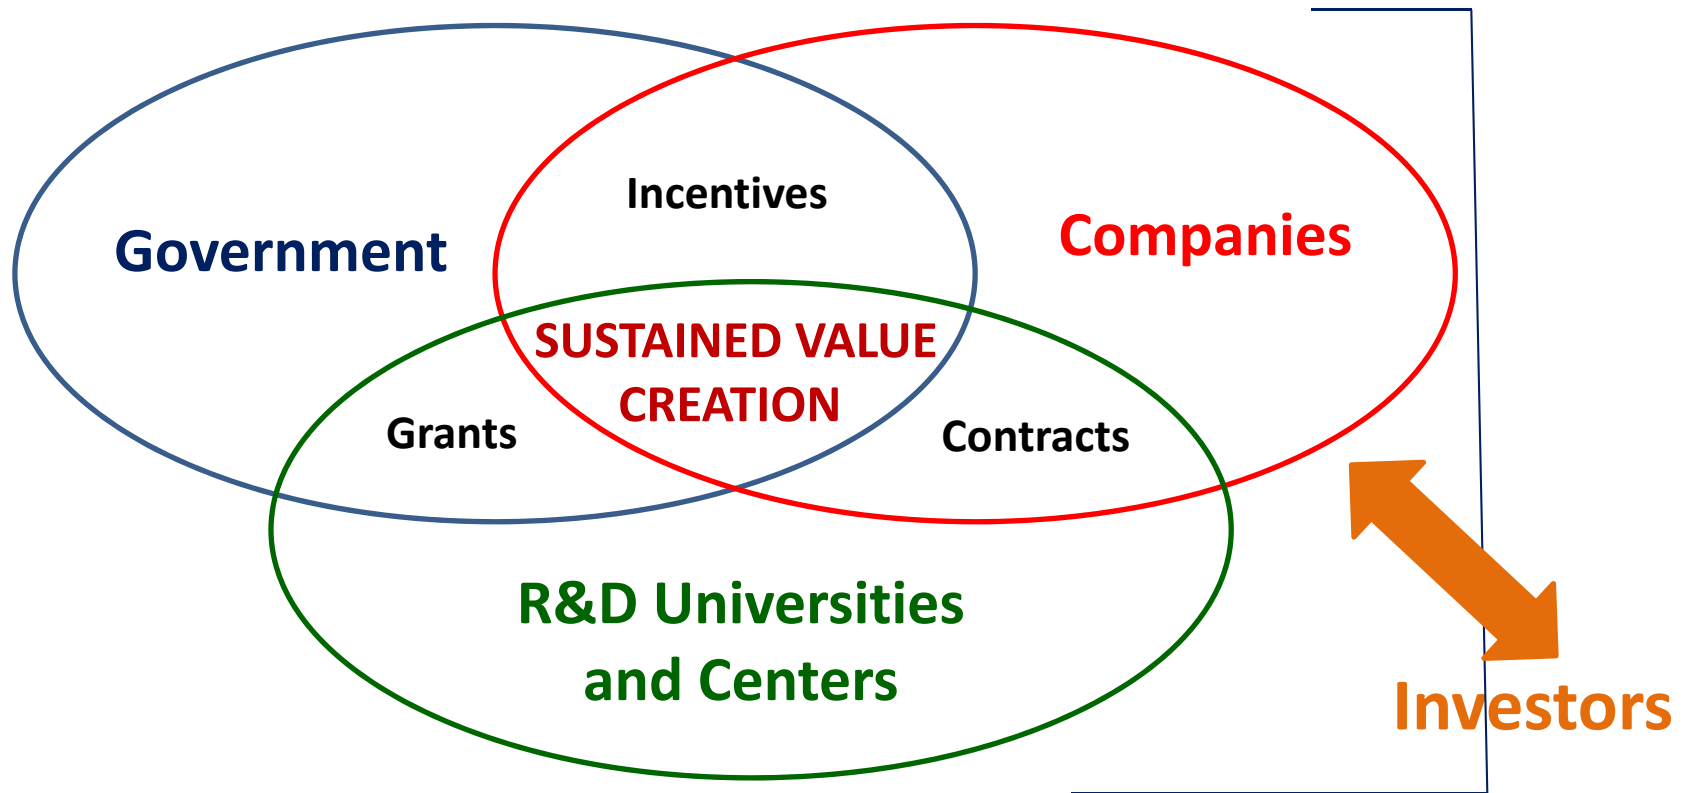 Incentives
Government
Companies
SUSTAINED VALUE
CREATION
Grants
Contracts
R&D Universities
and Centers
Investors